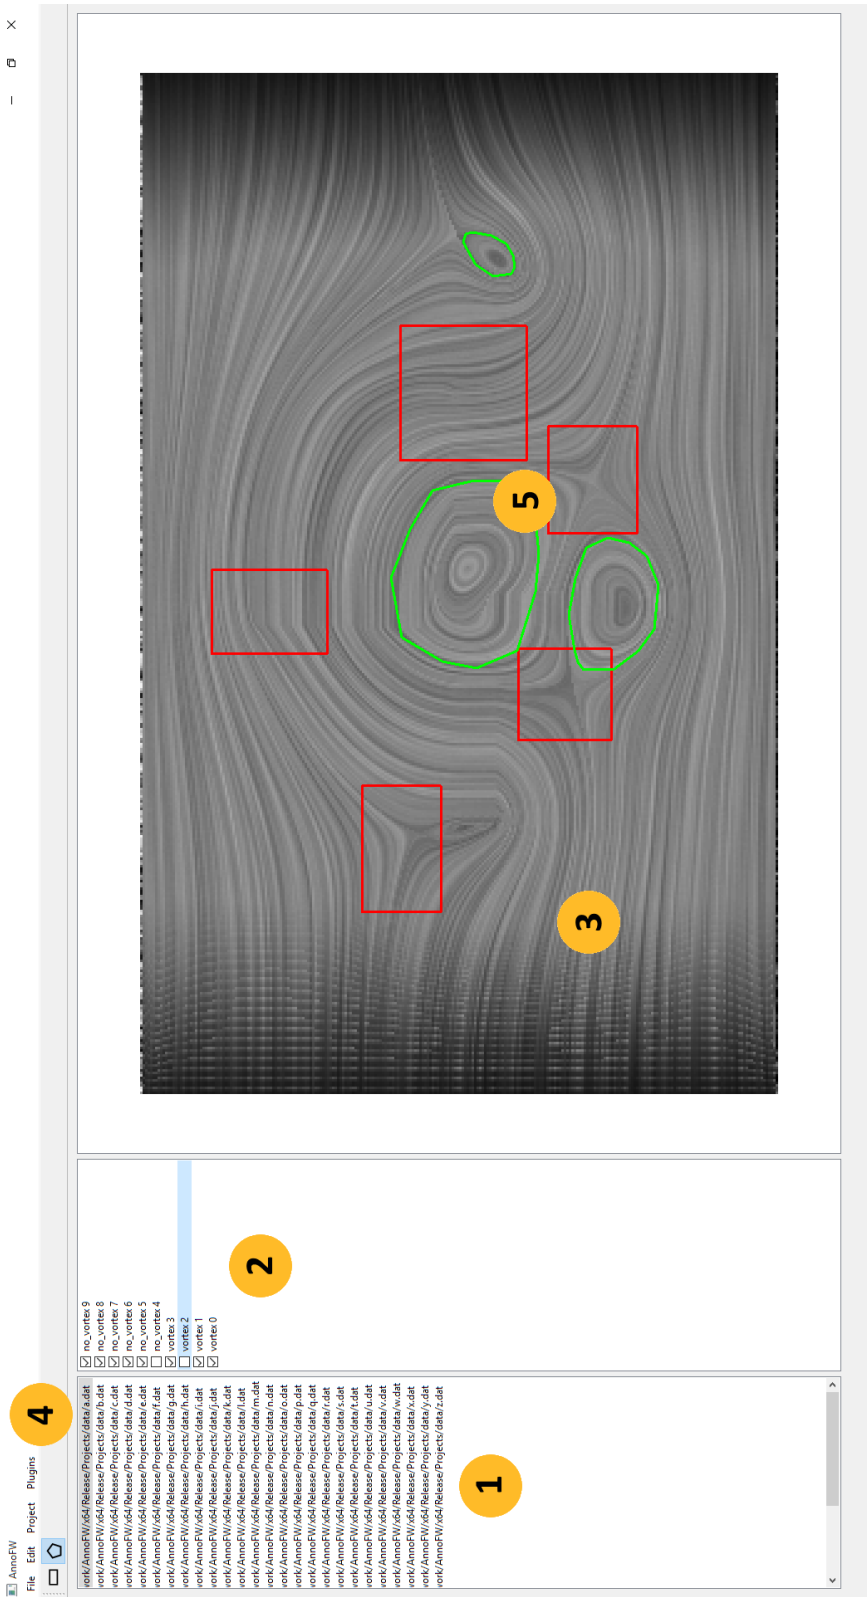 AnnoFW
File Edit Project Plugins
4
vork/AnnoFW/x64/Release/Projects/data/a.dat
vork/AnnoFW/x64/Release/Projects/data/b.dat
vork/AnnoFW/x64/Release/Projects/data/c.dat
vork/AnnoFW/x64/Release/Projects/data/d.dat
vork/AnnoFW/x64/Release/Projects/data/e.dat
vork/AnnoFW/x64/Release/Projects/data/f.dat
vork/AnnoFW/x64/Release/Projects/data/g.dat
vork/AnnoFW/x64/Release/Projects/data/h.dat
vork/AnnoFW/x64/Release/Projects/data/i.dat
vork/AnnoFW/x64/Release/Projects/data/j.dat
vork/AnnoFW/x64/Release/Projects/data/k.dat
vork/AnnoFW/x64/Release/Projects/data/l.dat
vork/AnnoFW/x64/Release/Projects/data/m.dat
vork/AnnoFW/x64/Release/Projects/data/n.dat
vork/AnnoFW/x64/Release/Projects/data/o.dat
vork/AnnoFW/x64/Release/Projects/data/p.dat
vork/AnnoFW/x64/Release/Projects/data/q.dat
vork/AnnoFW/x64/Release/Projects/data/r.dat
vork/AnnoFW/x64/Release/Projects/data/s.dat
vork/AnnoFW/x64/Release/Projects/data/t.dat
vork/AnnoFW/x64/Release/Projects/data/u.dat
vork/AnnoFW/x64/Release/Projects/data/v.dat
vork/AnnoFW/x64/Release/Projects/data/w.dat
vork/AnnoFW/x64/Release/Projects/data/x.dat
vork/AnnoFW/x64/Release/Projects/data/y.dat
vork/AnnoFW/x64/Release/Projects/data/z.dat
1
no_vortex 9
no_vortex 8
no_vortex 7
no_vortex 6
no_vortex 5
no_vortex 4
vortex 3
vortex 2
vortex 1
vortex 0
2
5
3